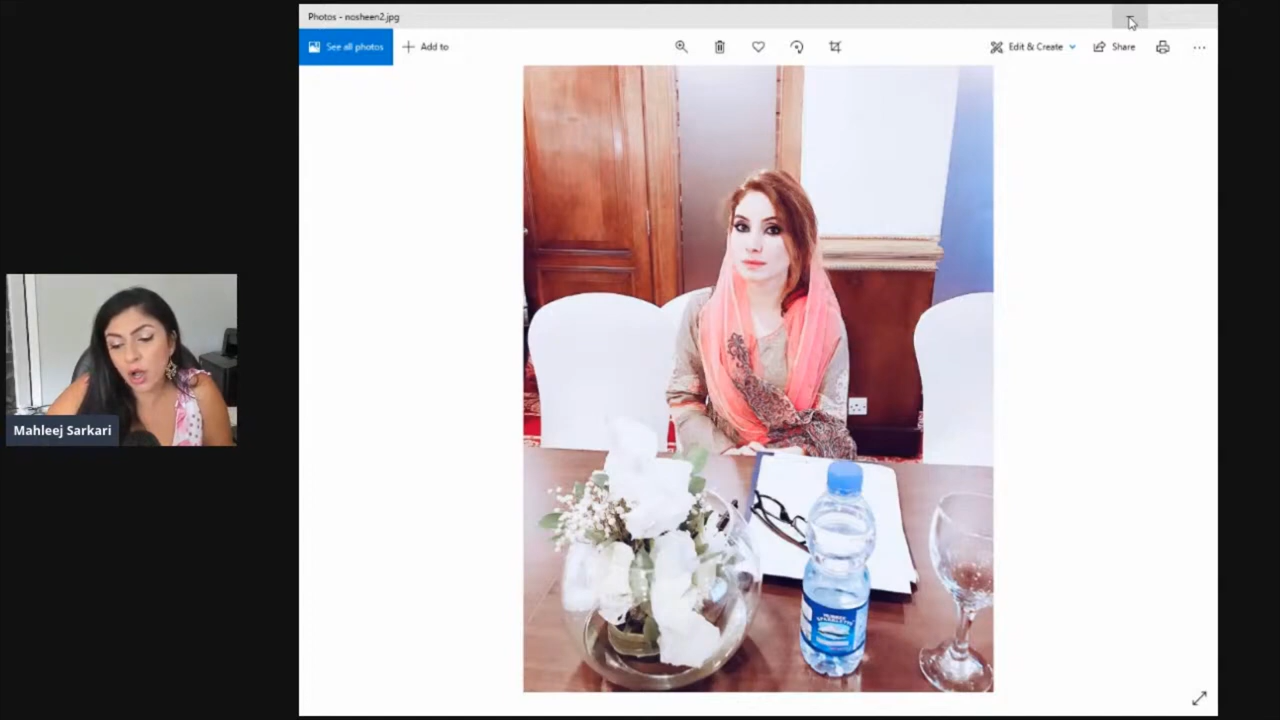 Photos - nosheen2.jpg
See all photos
Add to
Edit & Create
Share
Mahleej Sarkari